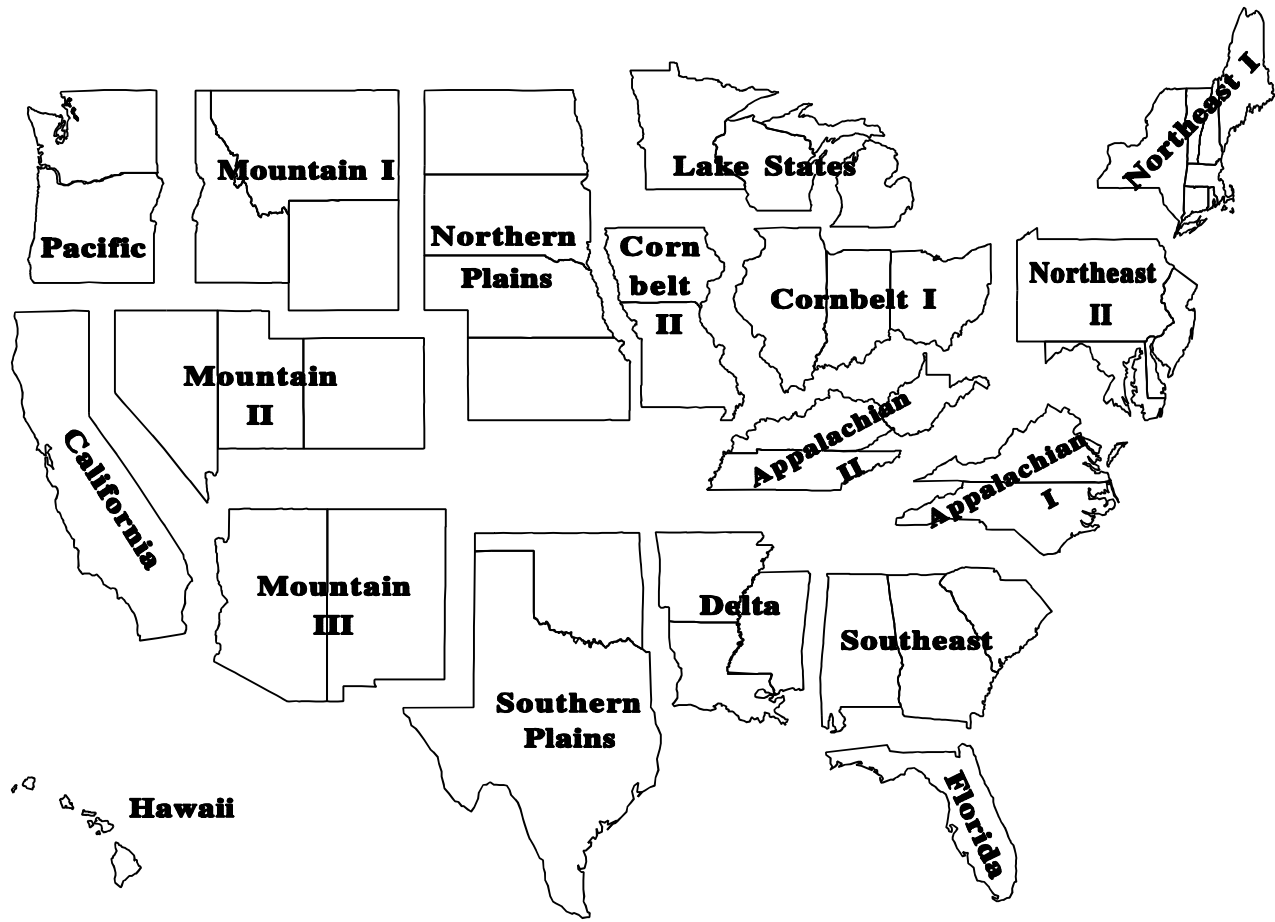 Northeast I
Mountain I
Lake States
Pacific
Northern
Plains
Corn
belt
II
Cornbelt I
Northeast
II
Mountain
II
California
Appalachian
II
Appalachian
I
Mountain
III
Delta
Southeast
Southern
Plains
Hawaii
Florida